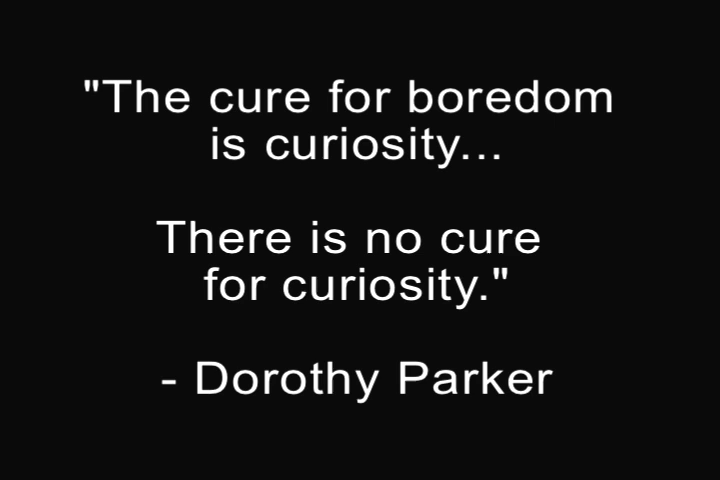 "The cure for boredom
is curiosity...
There is no cure
for curiosity."
- Dorothy Parker